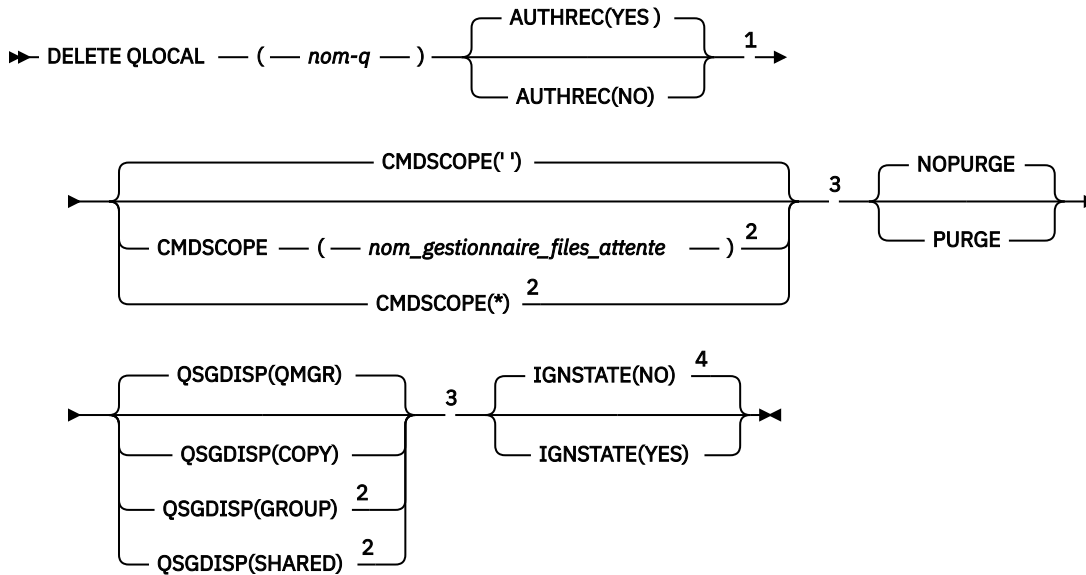 AUTHREC(YES )
DELETE QLOCAL ( nom-q ) 1
AUTHREC(NO)
CMDSCOPE(' ') 3 NOPURGE
CMDSCOPE ( nom_gestionnaire_files_attente ) 2 PURGE
CMDSCOPE(*) 2
QSGDISP(QMGR) 3 IGNSTATE(NO) 4
QSGDISP(COPY) IGNSTATE(YES)
QSGDISP(GROUP) 2
QSGDISP(SHARED) 2